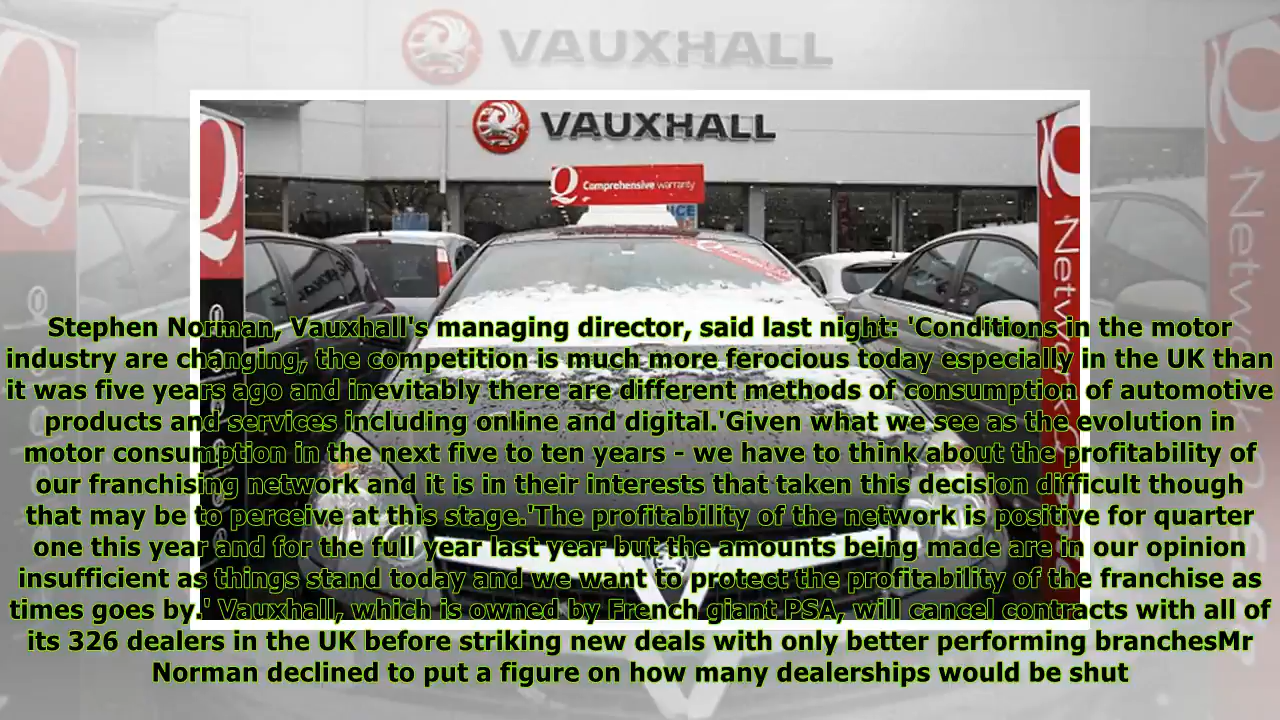 VAUXHALL
VAUXHALL
Q Comprehensive warranty
Q
Q
Network
Network
Stephen Norman, Vauxhall's managing director, said last night: 'Conditions in the motor
industry are changing, the competition is much more ferocious today especially in the UK than
it was five years ago and inevitably there are different methods of consumption of automotive
products and services including online and digital.'Given what we see as the evolution in
motor consumption in the next five to ten years - we have to think about the profitability of
our franchising network and it is in their interests that taken this decision difficult though
that may be to perceive at this stage.'The profitability of the network is positive for quarter
one this year and for the full year last year but the amounts being made are in our opinion
insufficient as things stand today and we want to protect the profitability of the franchise as
times goes by.' Vauxhall, which is owned by French giant PSA, will cancel contracts with all of
its 326 dealers in the UK before striking new deals with only better performing branchesMr
Norman declined to put a figure on how many dealerships would be shut